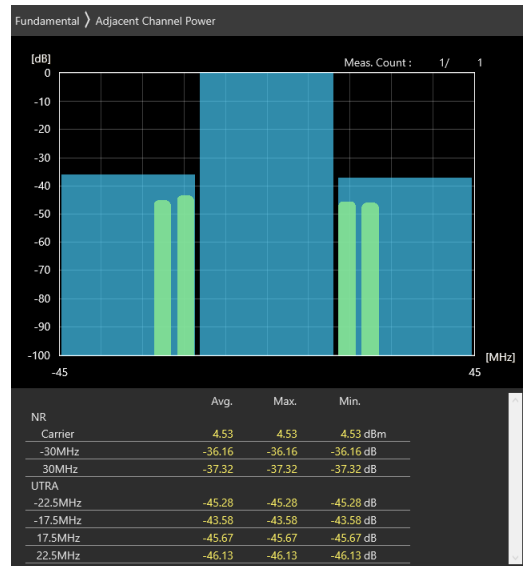 Fundamental 〉 Adjacent Channel Power
[dB]
Meas. Count : 1/ 1
0
-10
-20
-30
-40
-50
-60
-70
-80
-90
-100
[MHz]
-45 45
Avg. Max. Min.
NR
Carrier 4.53 4.53 4.53 dBm
-30MHz -36.16 -36.16 -36.16 dB
30MHz -37.32 -37.32 -37.32 dB
UTRA
-22.5MHz -45.28 -45.28 -45.28 dB
-17.5MHz -43.58 -43.58 -43.58 dB
17.5MHz -45.67 -45.67 -45.67 dB
22.5MHz -46.13 -46.13 -46.13 dB